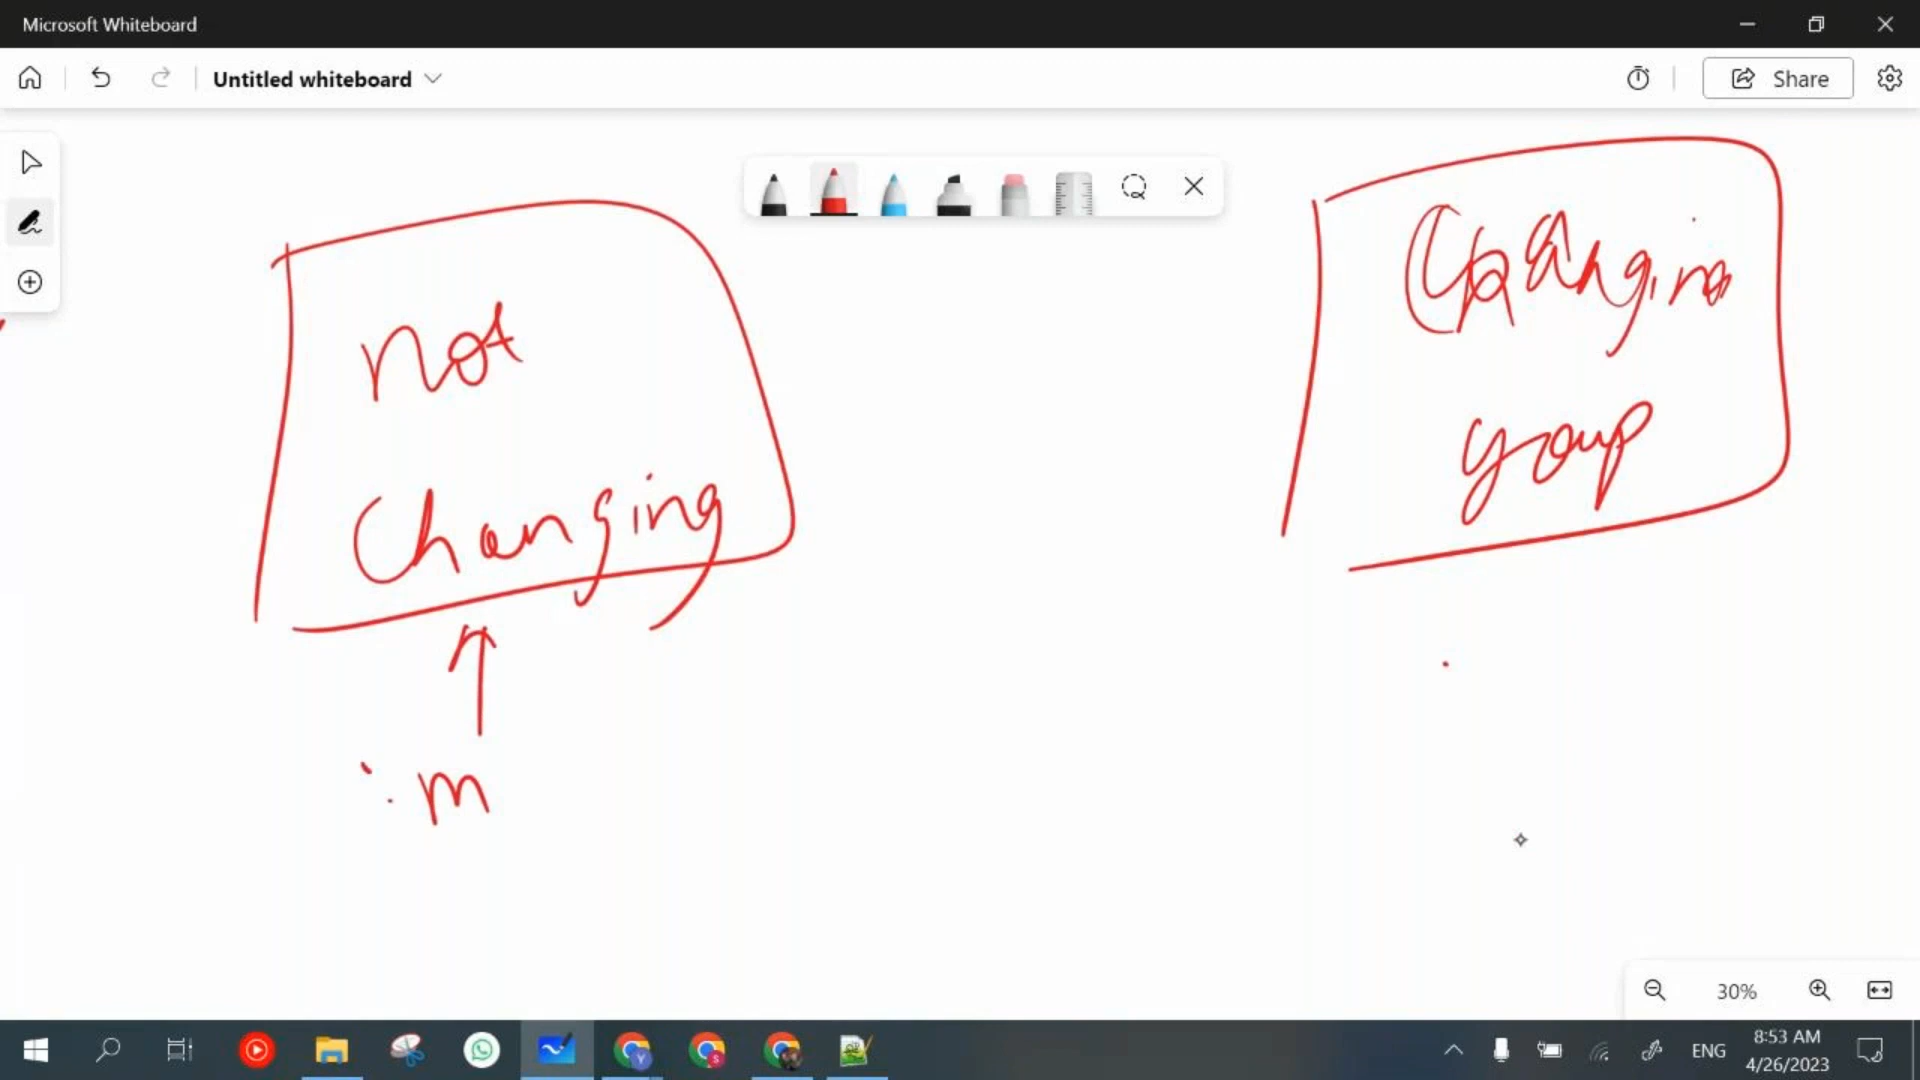 Microsoft Whiteboard
Untitled whiteboard
Share
not
changing
m
Changing
group
30%
ENG
8:53 AM
4/26/2023